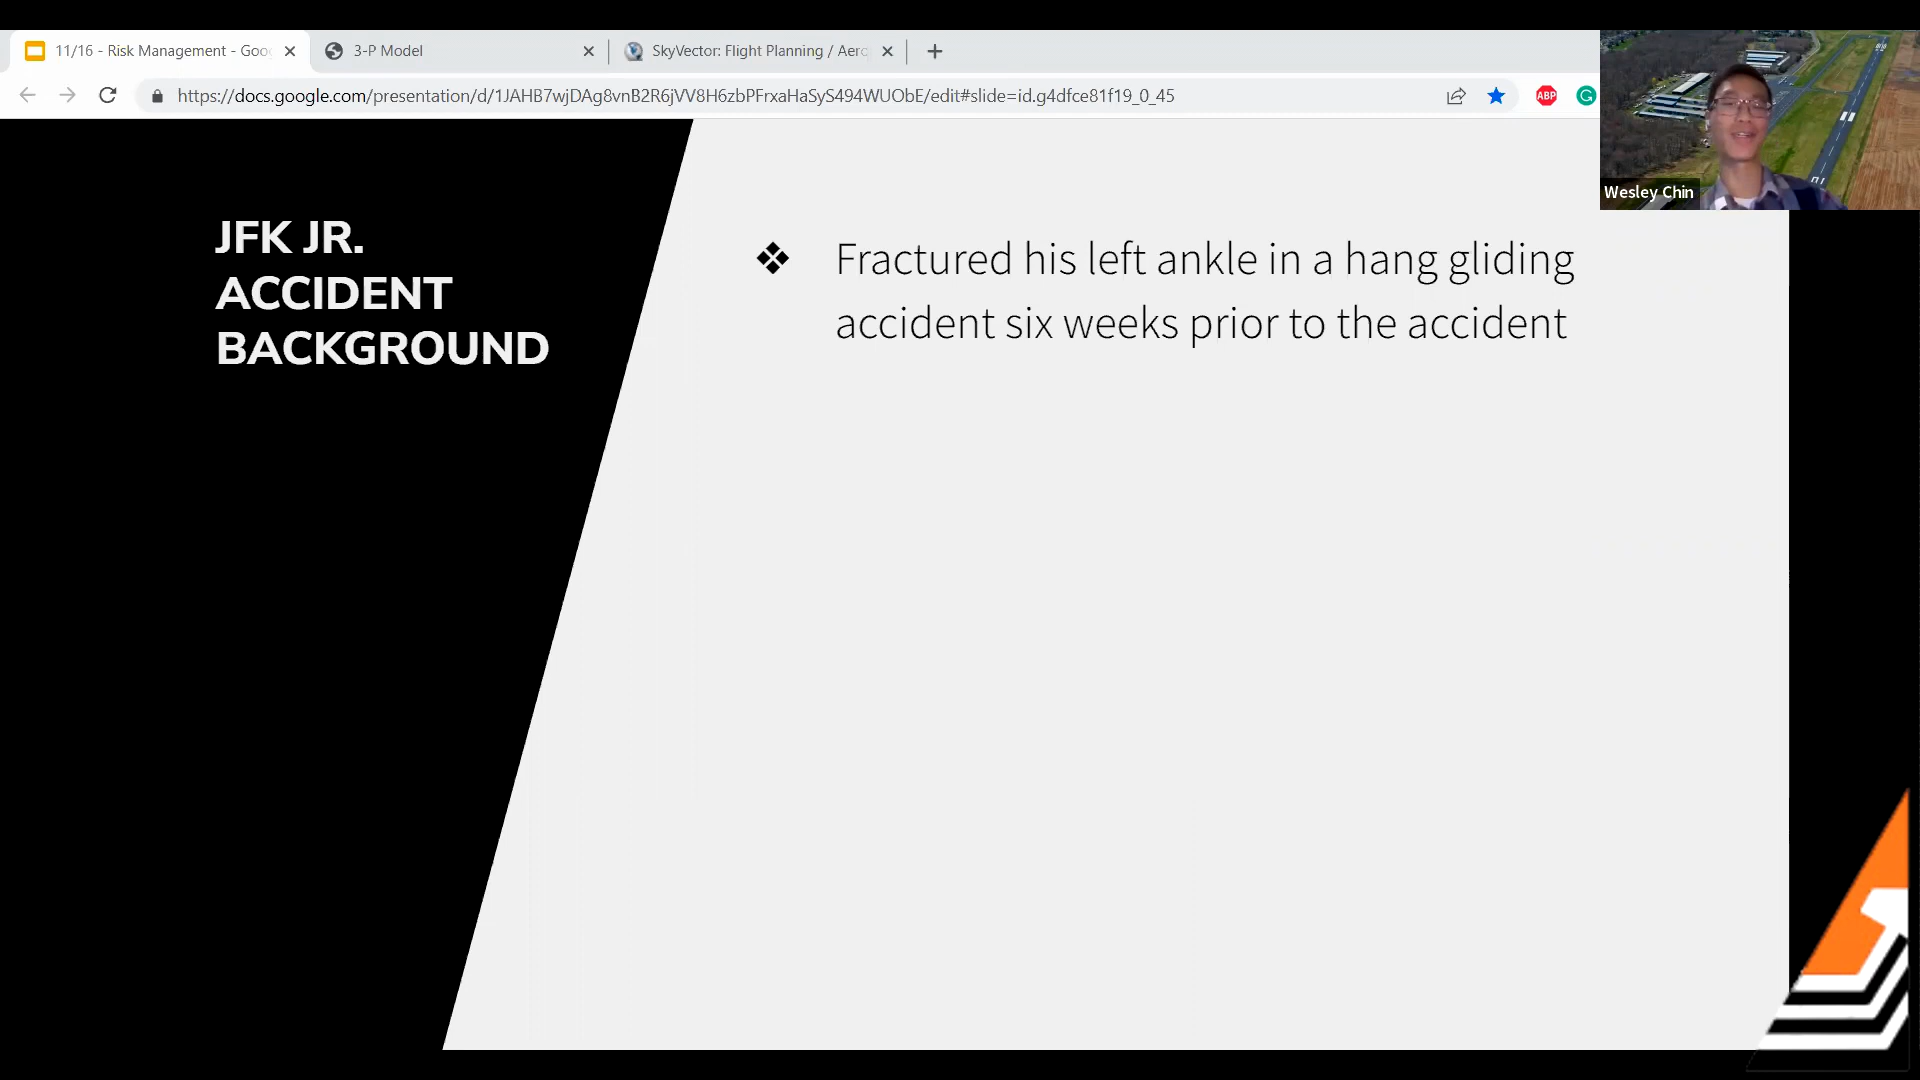 11/16 - Risk Management - Goo
3-P Model
SkyVector: Flight Planning / Aero
https://docs.google.com/presentation/d/1JAHB7wjDAg8vnB2R6jVV8H6zbPFrxaHaSyS494WUObE/edit#slide=id.g4dfce81f19_0_45
ABP
Wesley Chin
JFK JR.
ACCIDENT
BACKGROUND
❖ Fractured his left ankle in a hang gliding
accident six weeks prior to the accident